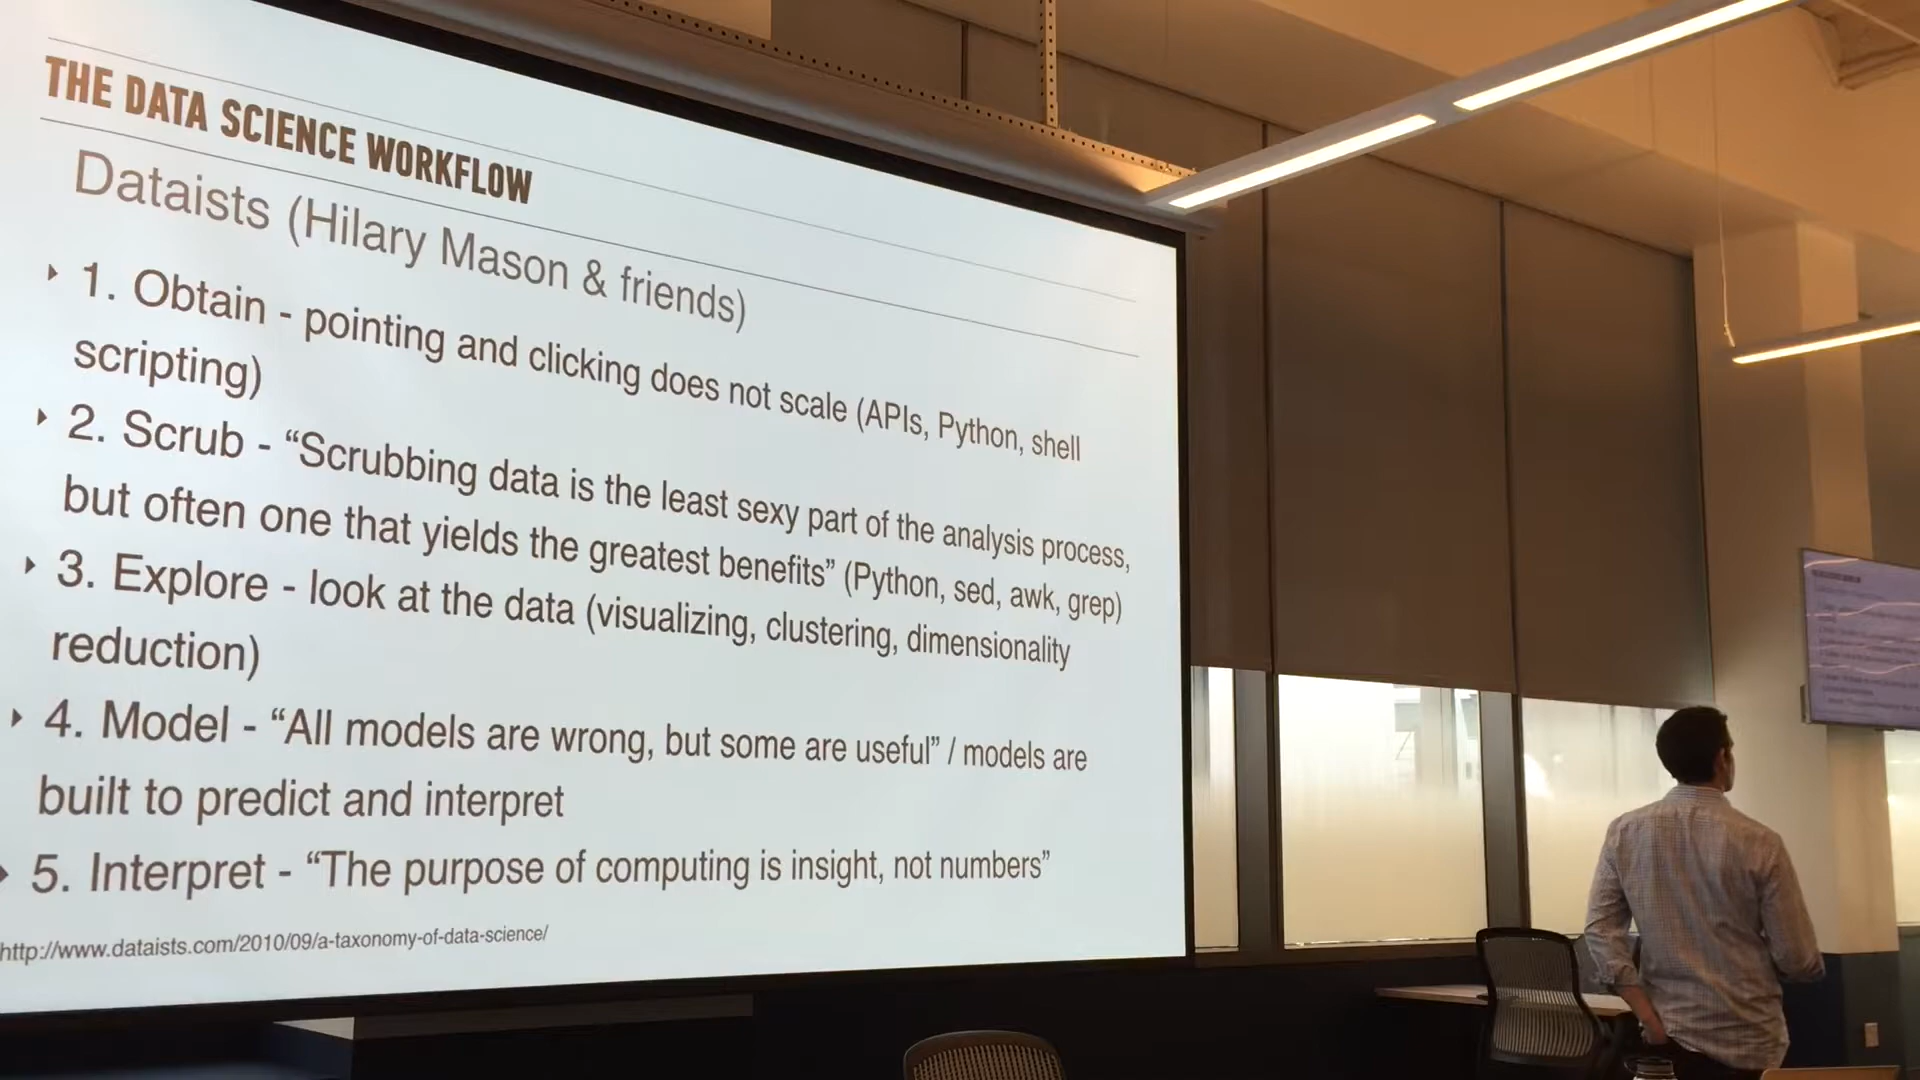 THE DATA SCIENCE WORKFLOW
Dataists (Hilary Mason & friends)
1. Obtain - pointing and clicking does not scale (APIs, Python, shell
scripting)
2. Scrub - “Scrubbing data is the least sexy part of the analysis process,
but often one that yields the greatest benefits” (Python, sed, awk, grep)
3. Explore - look at the data (visualizing, clustering, dimensionality
reduction)
4. Model - “All models are wrong, but some are useful” / models are
built to predict and interpret
5. Interpret - “The purpose of computing is insight, not numbers”
http://www.dataists.com/2010/09/a-taxonomy-of-data-science/